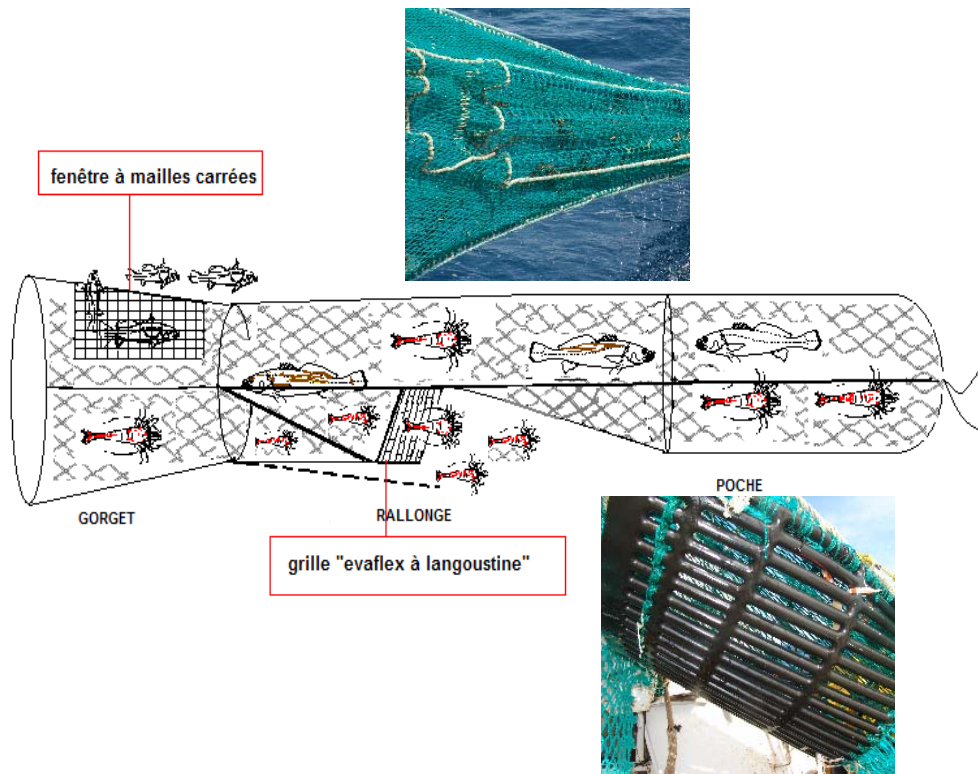 fenêtre à mailles carrées
GORGET
RALLONGE
POCHE
grille "evaflex à langoustine"